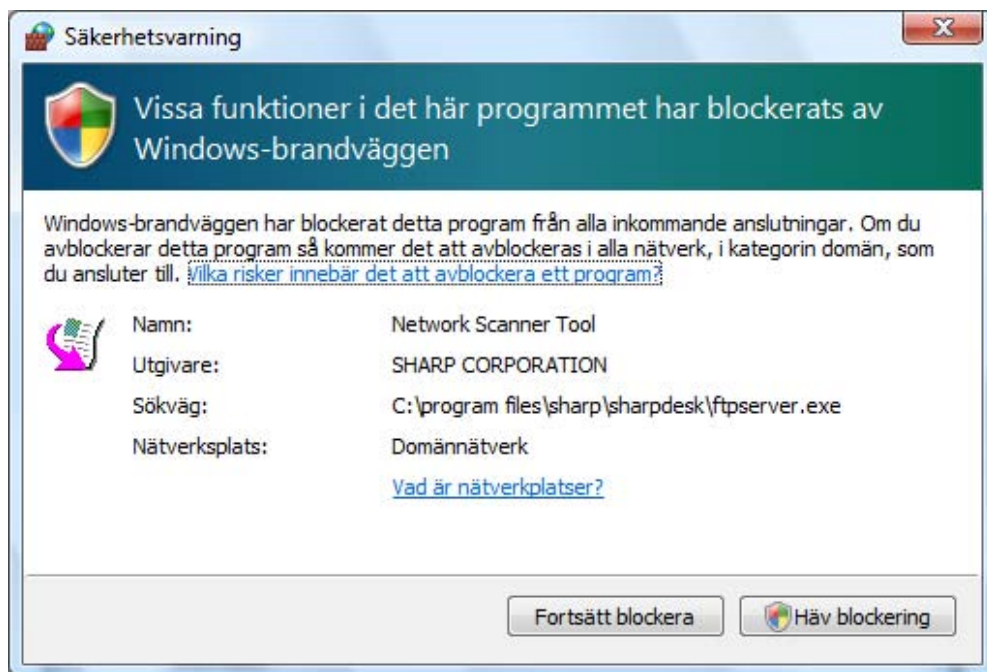 Säkerhetsvarning
Vissa funktioner i det här programmet har blockerats av
Windows-brandväggen
Windows-brandväggen har blockerat detta program från alla inkommande anslutningar. Om du
avblockerar detta program så kommer det att avblockeras i alla nätverk, i kategorin domän, som
du ansluter till. Vilka risker innebär det att avblockera ett program?
Namn: Network Scanner Tool
Utgivare: SHARP CORPORATION
Sökväg: C:\program files\sharp\sharpdesk\ftpserver.exe
Nätverksplats: Domännätverk
Vad är nätverkplatser?
Fortsätt blockera Häv blockering